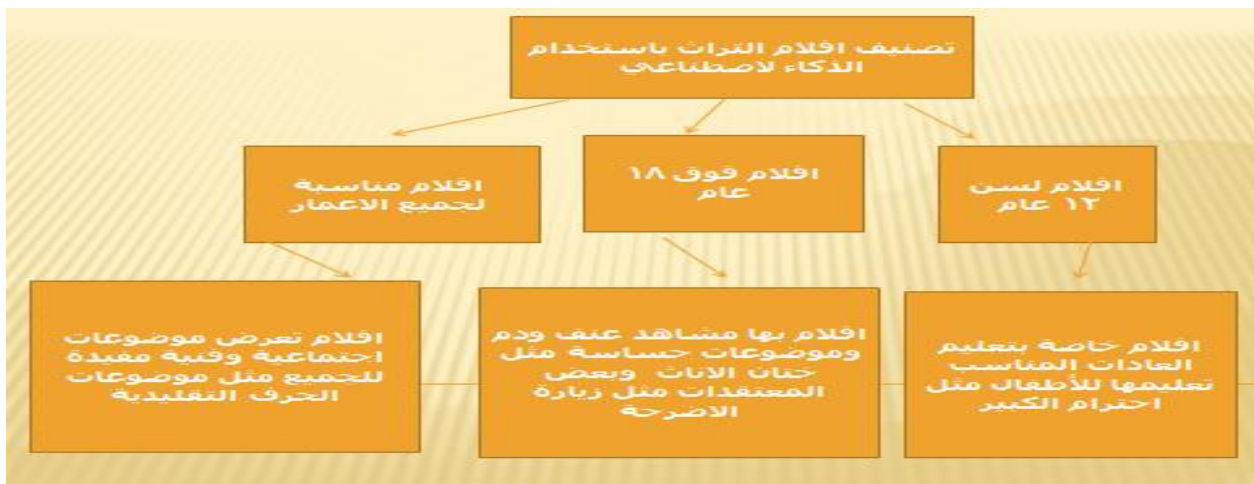 تصنيف افلام التراث باستخدام
الذكاء لاصطناعي
افلام لسن
١٢ عام
افلام فوق ١٨
عام
افلام مناسبة
لجميع الاعمار
افلام خاصة بتعليم
العادات المناسب
تعليمها للأطفال مثل
احترام الكبير
افلام بها مشاهد عنف ودم
وموضوعات حساسة مثل
ختان الاناث وبعض
المعتقدات مثل زيارة
الاضرحة
افلام تعرض موضوعات
اجتماعية وفنية مفيدة
للجميع مثل موضوعات
الحرف التقليدية